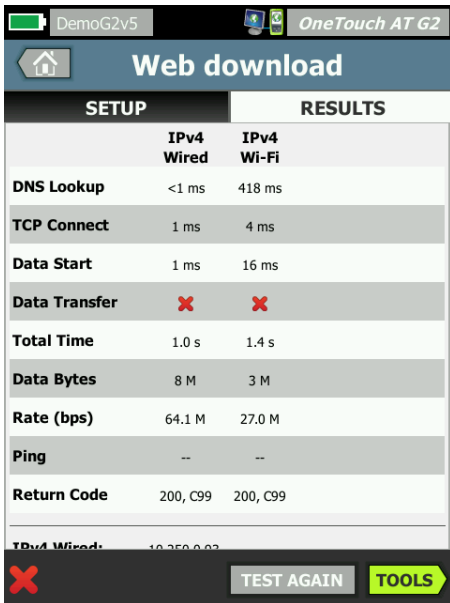 DemoG2v5 OneTouch AT G2
Web download
SETUP RESULTS
IPv4 IPv4
Wired Wi-Fi
DNS Lookup <1 ms 418 ms
TCP Connect 1 ms 4 ms
Data Start 1 ms 16 ms
Data Transfer
Total Time 1.0 s 1.4 s
Data Bytes 8 M 3 M
Rate (bps) 64.1 M 27.0 M
Ping -- --
Return Code 200, C99 200, C99
IPv4 Wired:
TEST AGAIN TOOLS